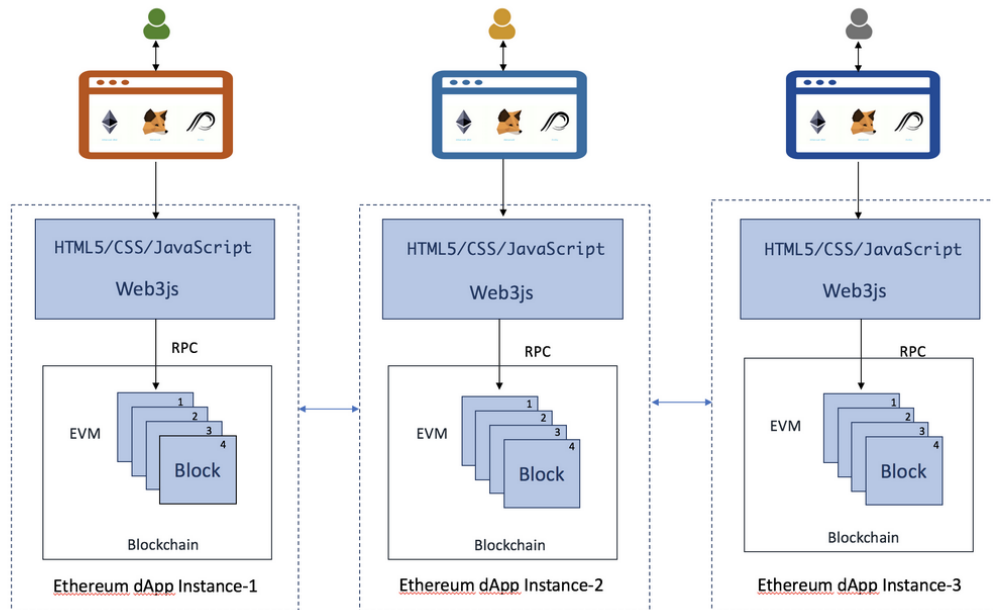 HTML5/CSS/JavaScript
Web3js
RPC
EVM
1
2
3
4
Block
Blockchain
Ethereum dApp Instance-1
HTML5/CSS/JavaScript
Web3js
RPC
EVM
1
2
3
4
Block
Blockchain
Ethereum dApp Instance-2
HTML5/CSS/JavaScript
Web3js
RPC
EVM
1
2
3
4
Block
Blockchain
Ethereum dApp Instance-3